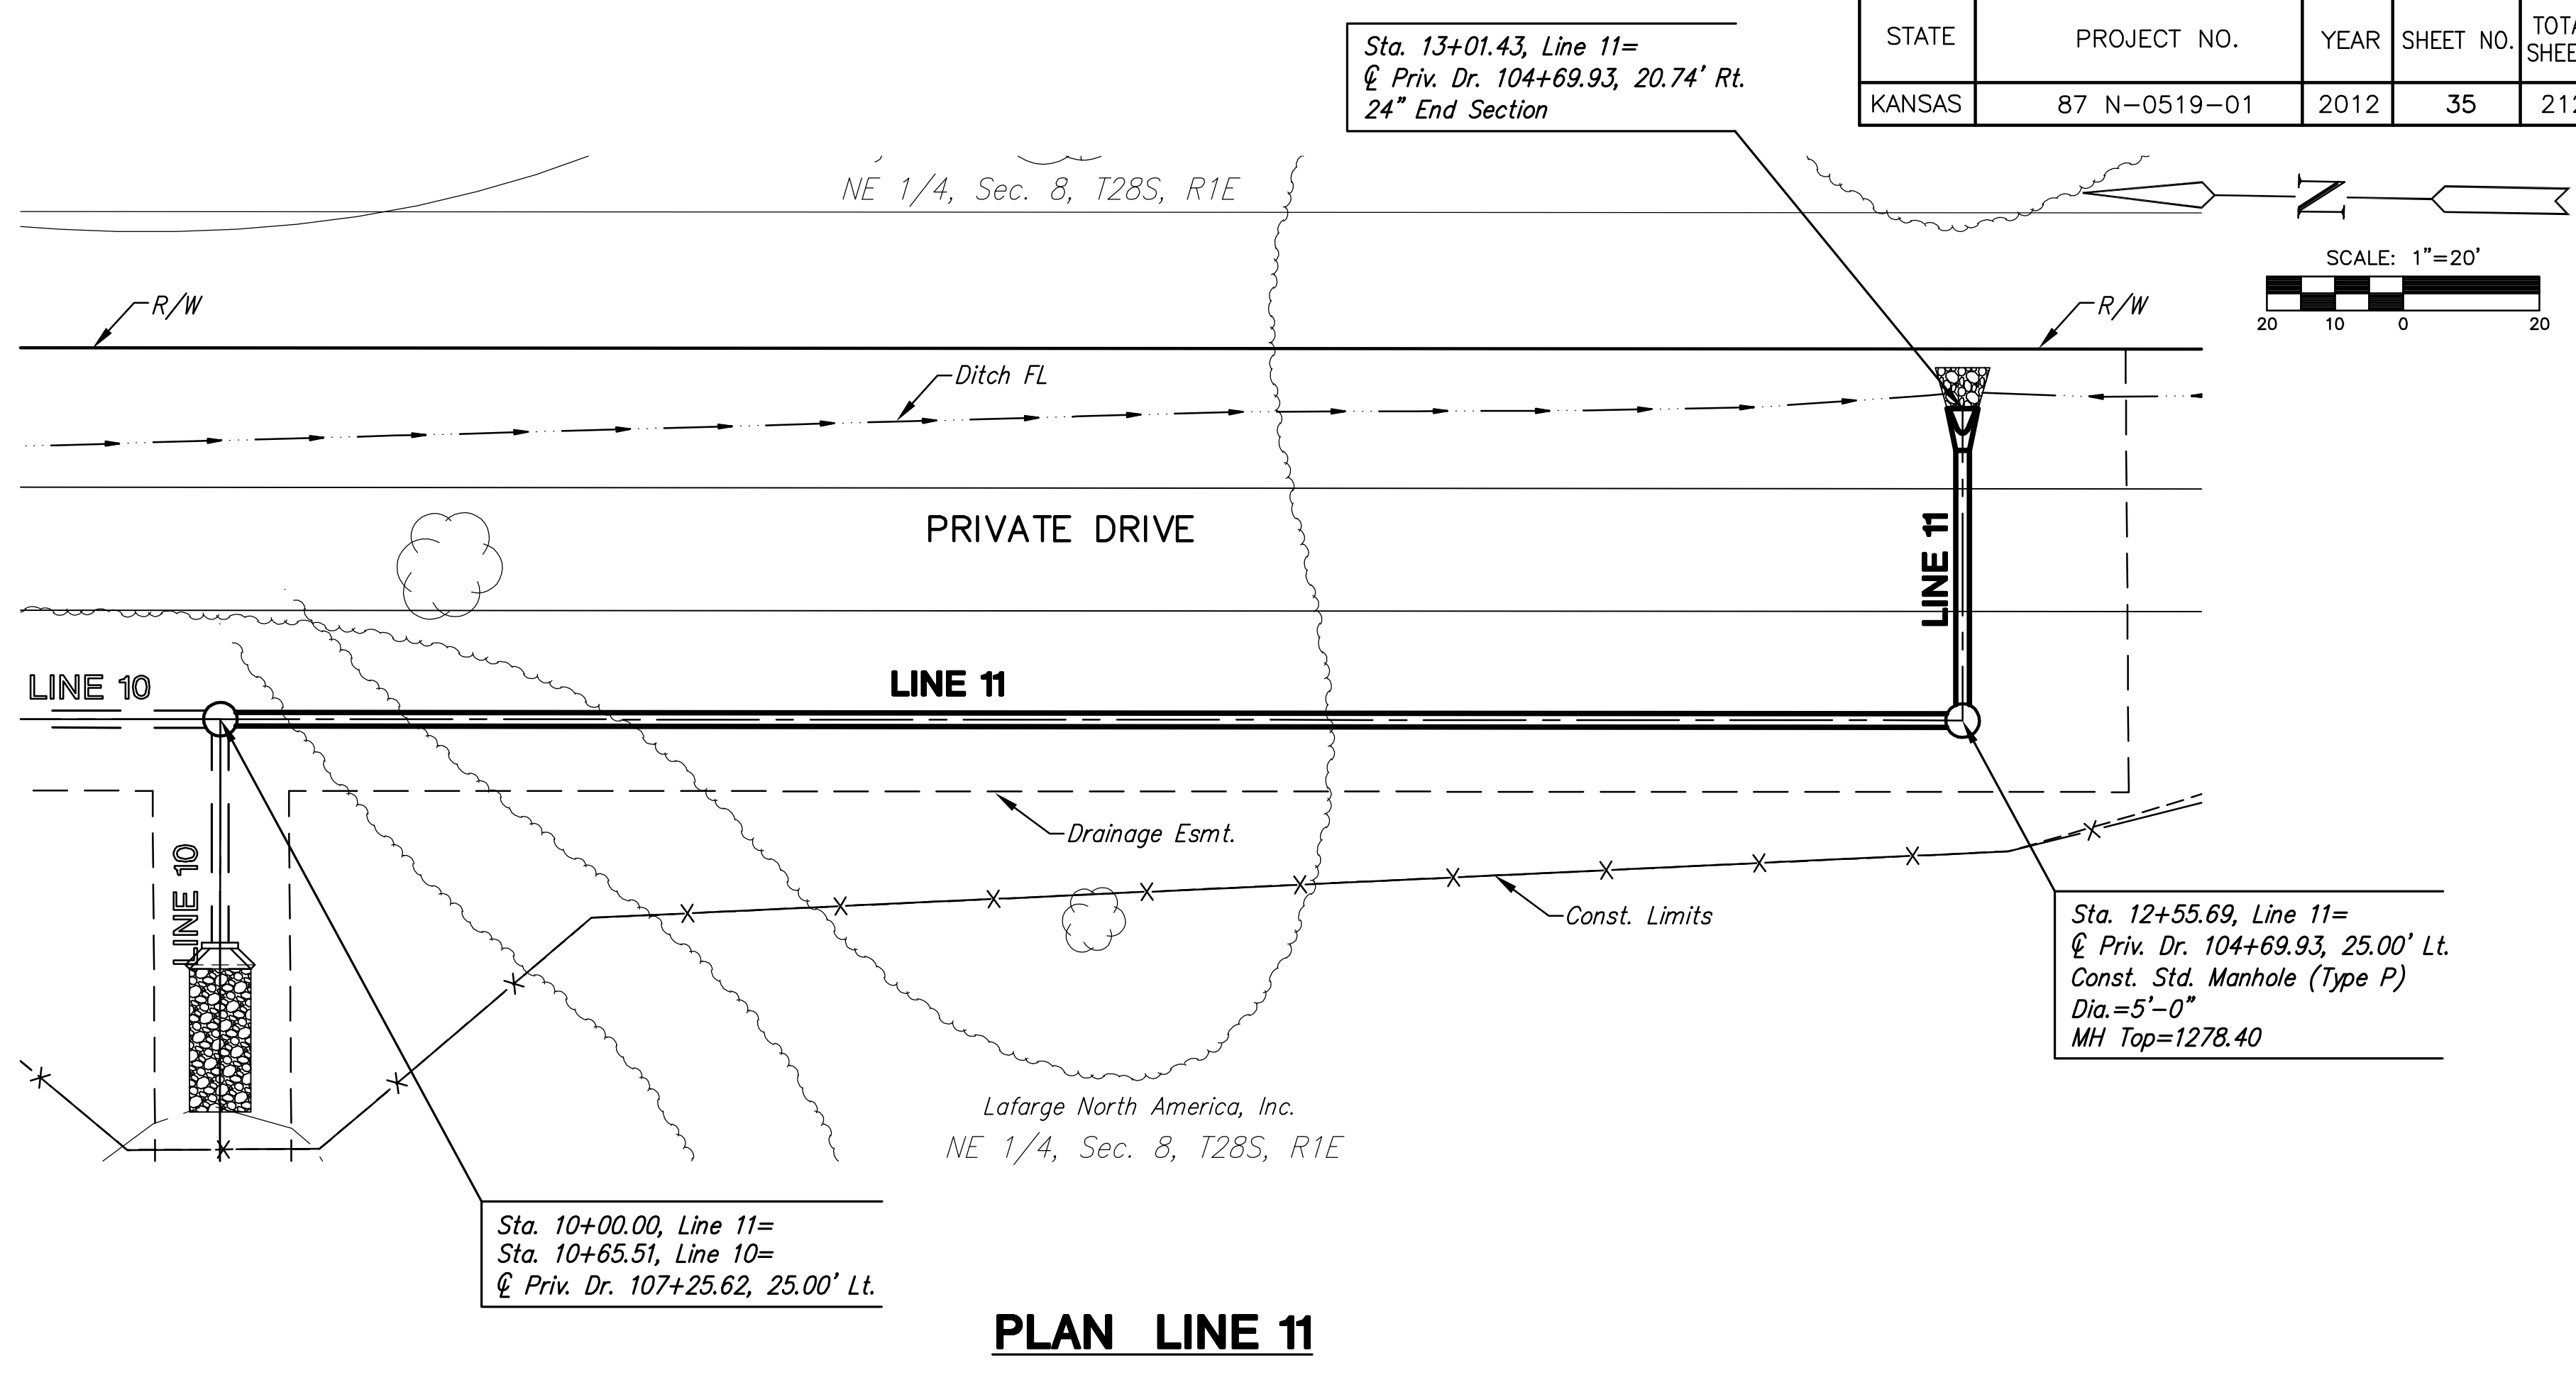 STATE PROJECT NO. YEAR SHEET NO.
KANSAS 87 N-0519-01 2012 35
Sta. 13+01.43, Line 11=
℄ Priv. Dr. 104+69.93, 20.74' Rt.
24" End Section
NE 1/4, Sec. 8, T28S, R1E
N
SCALE: 1"=20'
20 10 0 20
R/W
R/W
Ditch FL
PRIVATE DRIVE
LINE 11
LINE 10
LINE 11
Drainage Esmt.
LINE 10
Const. Limits
Sta. 12+55.69, Line 11=
℄ Priv. Dr. 104+69.93, 25.00' Lt.
Const. Std. Manhole (Type P)
Dia.=5'-0"
MH Top=1278.40
Lafarge North America, Inc.
NE 1/4, Sec. 8, T28S, R1E
Sta. 10+00.00, Line 11=
Sta. 10+65.51, Line 10=
℄ Priv. Dr. 107+25.62, 25.00' Lt.
PLAN LINE 11